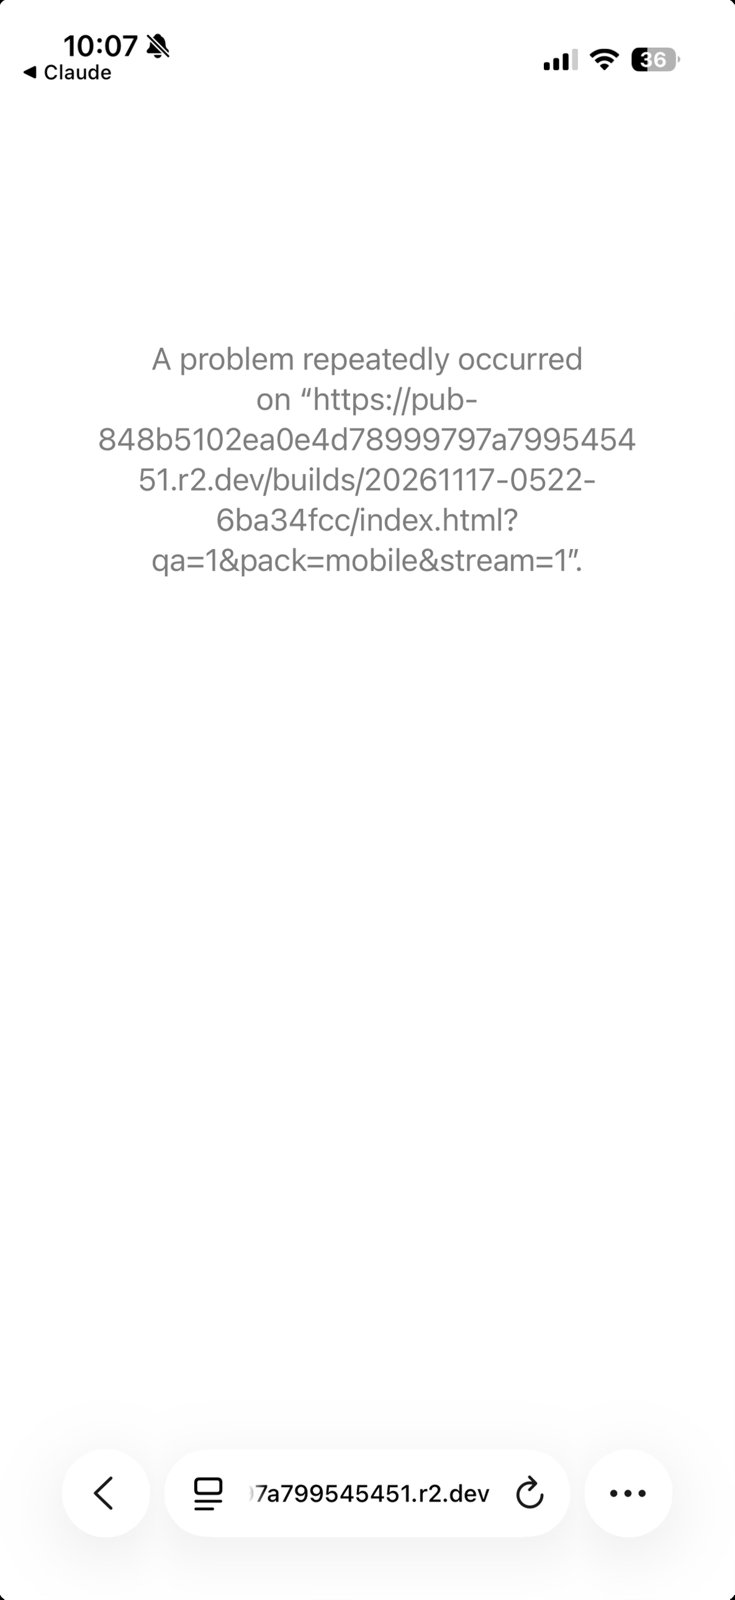 10:07
◀ Claude
36
A problem repeatedly occurred
on “https://pub-
848b5102ea0e4d78999797a7995454
51.r2.dev/builds/20261117-0522-
6ba34fcc/index.html?
qa=1&pack=mobile&stream=1”.
7a799545451.r2.dev